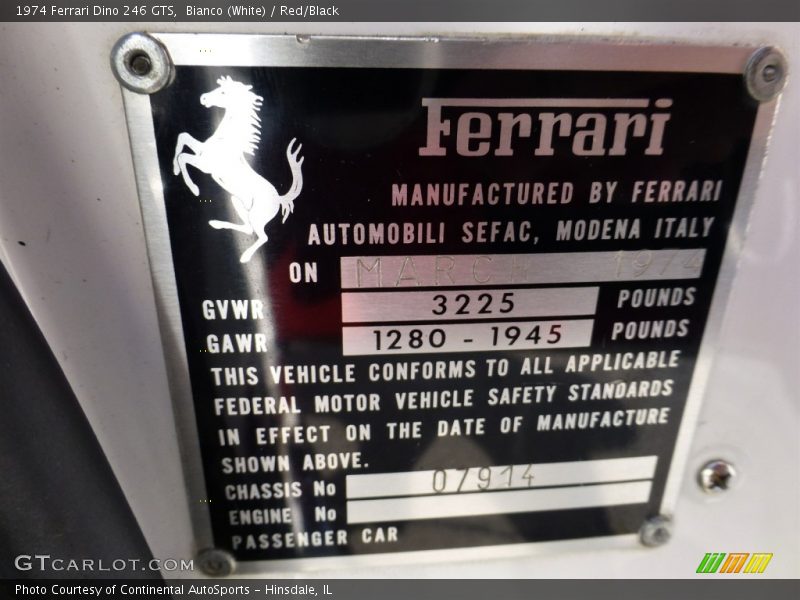 1974 Ferrari Dino 246 GTS,  Bianco (White) / Red/Black
Ferrari
MANUFACTURED BY FERRARI
AUTOMOBILI SEFAC, MODENA ITALY
ON MARCH 1974
GVWR 3225 POUNDS
GAWR 1280 - 1945 POUNDS
THIS VEHICLE CONFORMS TO ALL APPLICABLE
FEDERAL MOTOR VEHICLE SAFETY STANDARDS
IN EFFECT ON THE DATE OF MANUFACTURE
SHOWN ABOVE.
CHASSIS No 07914
ENGINE No
PASSENGER CAR
GTCARLOT.COM
Photo Courtesy of Continental AutoSports – Hinsdale, IL